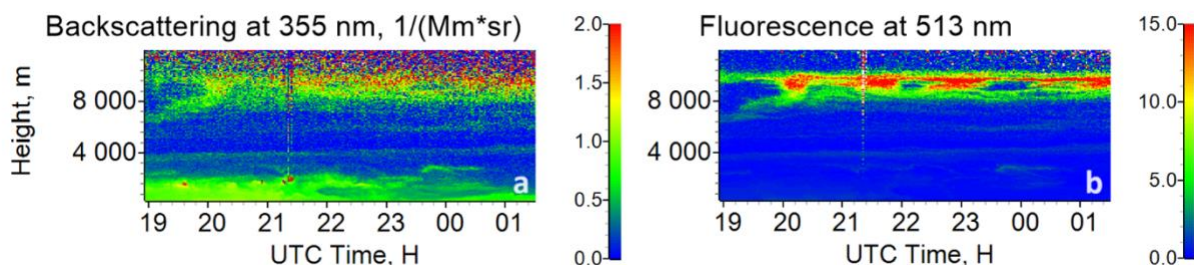 Backscattering at 355 nm, 1/(Mm*sr)
Height, m
8 000
4 000
19 20 21 22 23 00 01
UTC Time, H
a
2.0
1.5
1.0
0.5
0.0
Fluorescence at 513 nm
8 000
4 000
19 20 21 22 23 00 01
UTC Time, H
b
15.0
10.0
5.0
0.0